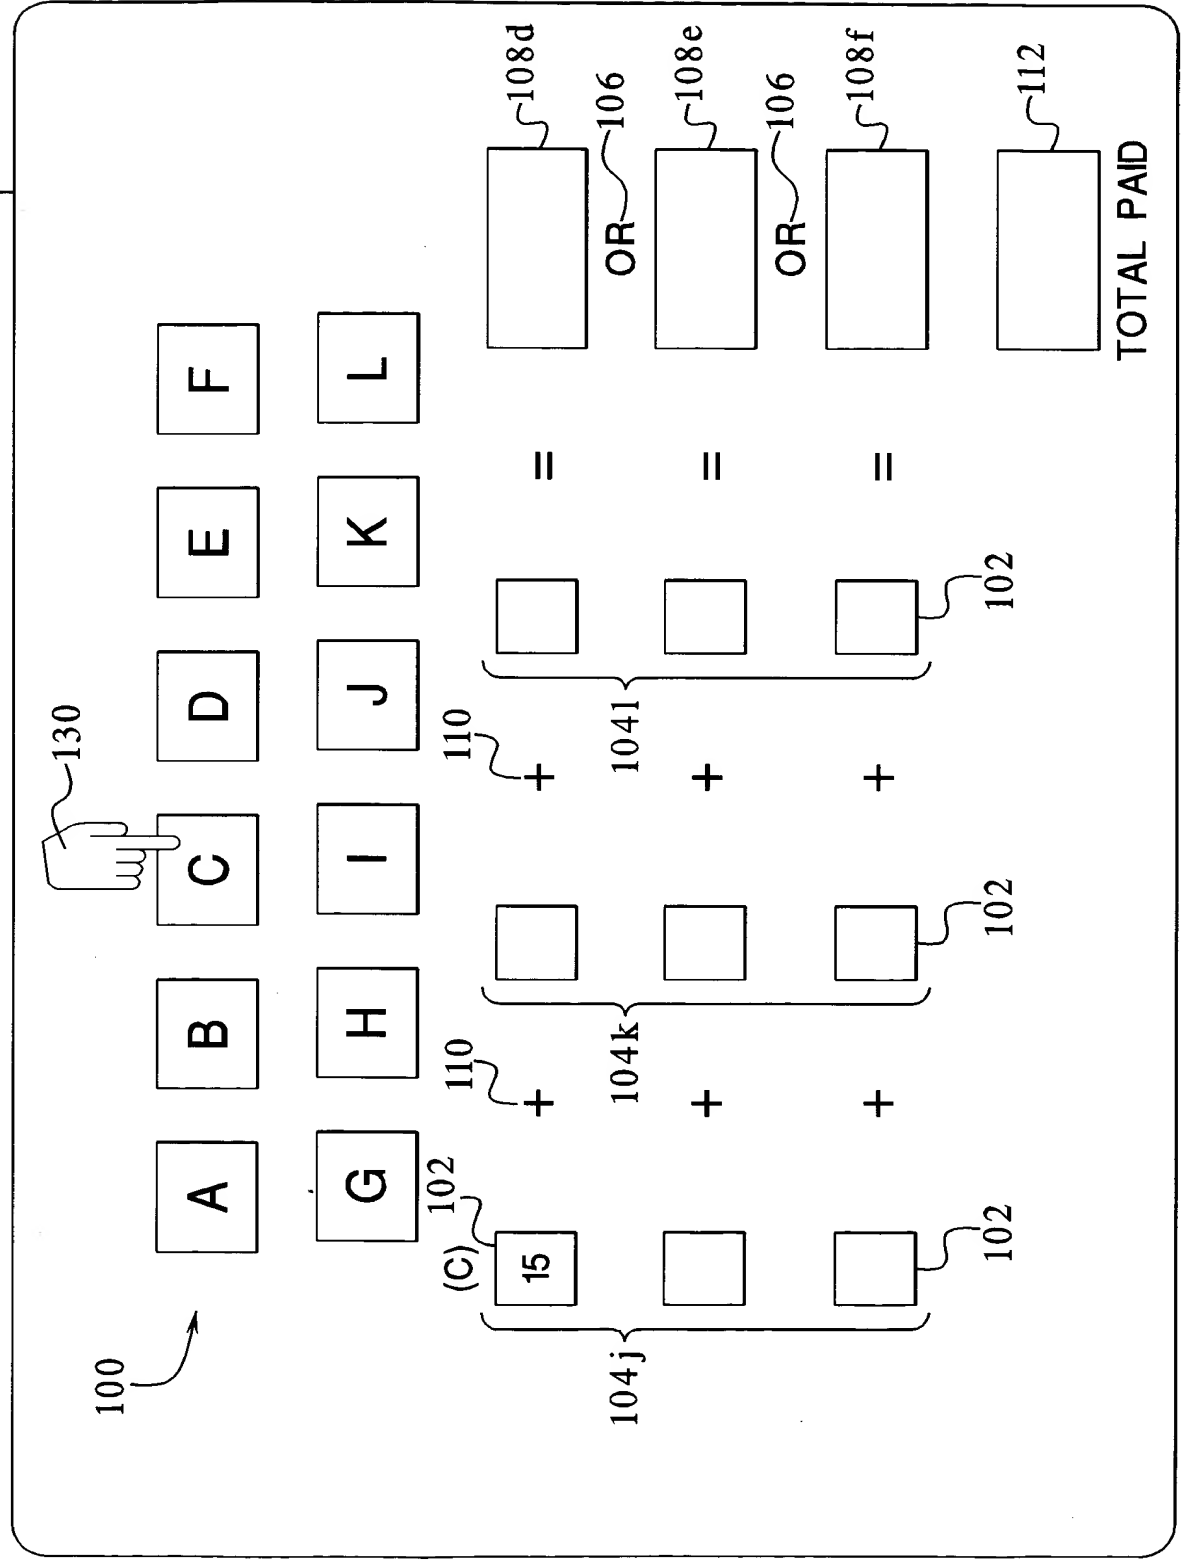 130
100
A B C D E F
G H I J K L
(C) 102 110 110
15 + + = 108d
OR 106
104j 104k 104l
+ + = 108e
OR 106
+ + = 108f
102 102 102
112
TOTAL PAID